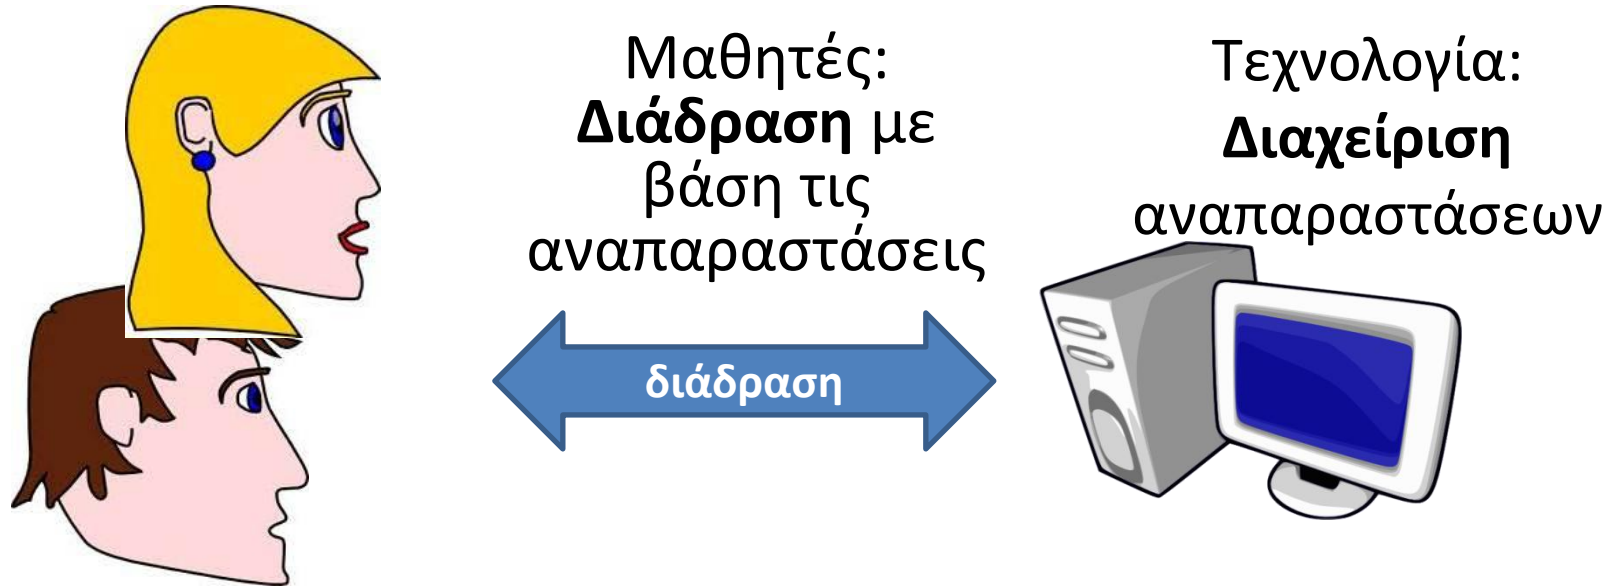 Μαθητές:
Διάδραση με
βάση τις
αναπαραστάσεις
Τεχνολογία:
Διαχείριση
αναπαραστάσεων
διάδραση